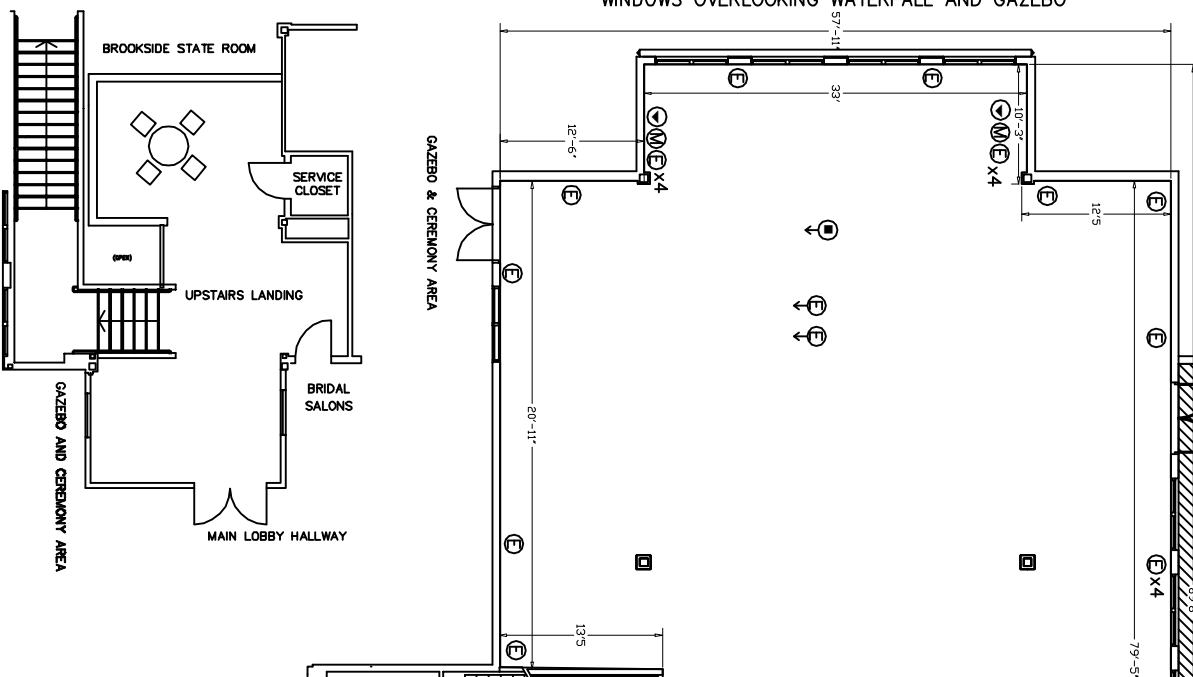 WINDOWS OVERLOOKING WATERFALL AND GAZEBO
57'-11"
BROOKSIDE STATE ROOM
E
E
33'
10'-3"
12'-6"
M
E x4
M
E x4
GAZEBO & CEREMONY AREA
SERVICE
CLOSET
E
E
E
12'5
(OPEN)
E
UPSTAIRS LANDING
E
E
E
BRIDAL
SALONS
GAZEBO AND CEREMONY AREA
20'-11"
MAIN LOBBY HALLWAY
E
E x4
13'5
E
79'-5"